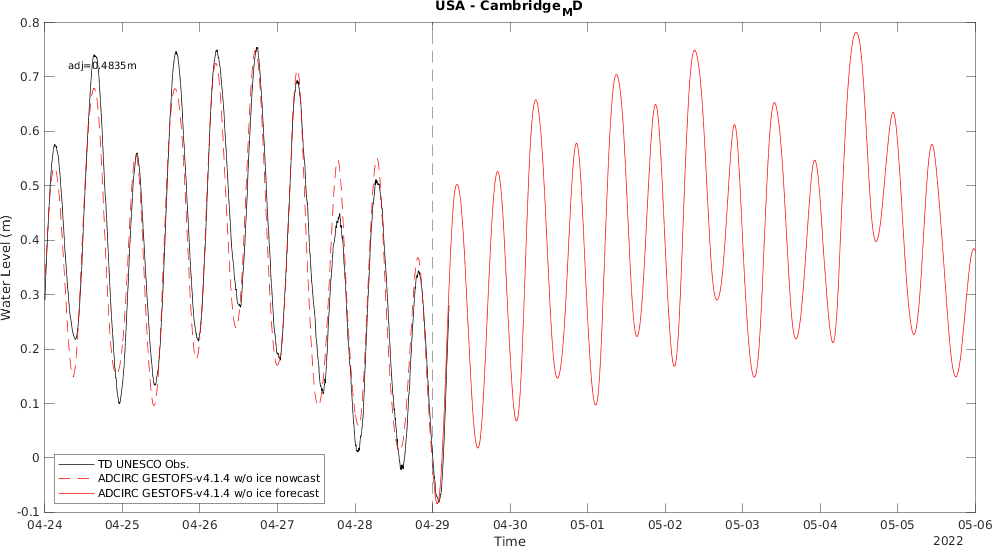 USA - Cambridge_MD
0.8
0.7
0.6
0.5
0.4
0.3
0.2
0.1
0
-0.1
Water Level (m)
adj=0.4835m
TD UNESCO Obs.
ADCIRC GESTOFS-v4.1.4 w/o ice nowcast
ADCIRC GESTOFS-v4.1.4 w/o ice forecast
04-24 04-25 04-26 04-27 04-28 04-29 04-30 05-01 05-02 05-03 05-04 05-05 05-06
Time
2022